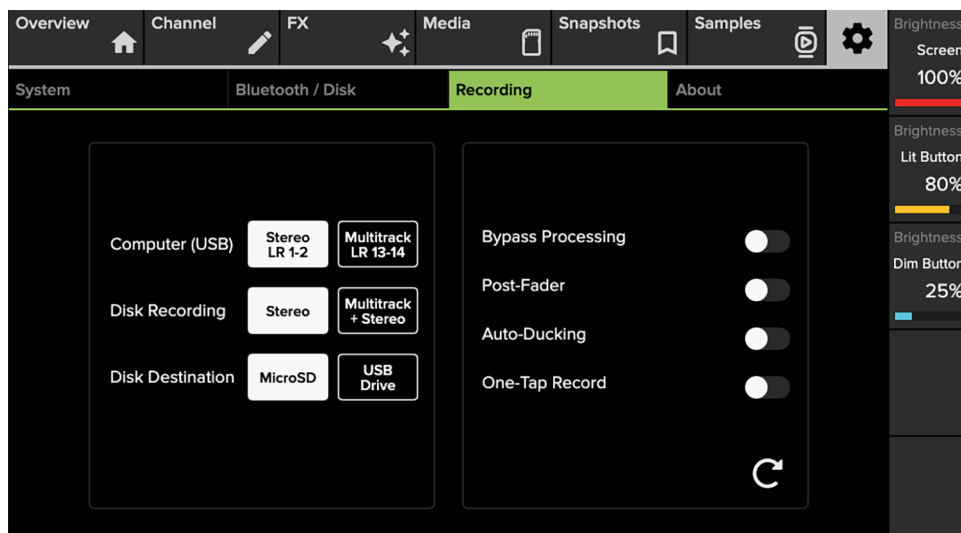 Overview
Channel
FX
Media
Snapshots
Samples
System
Bluetooth / Disk
Recording
About
Computer (USB)
Stereo
LR 1-2
Multitrack
LR 13-14
Disk Recording
Stereo
Multitrack
+ Stereo
Disk Destination
MicroSD
USB
Drive
Bypass Processing
Post-Fader
Auto-Ducking
One-Tap Record
Brightness
Screen
100%
Brightness
Lit Button
80%
Brightness
Dim Button
25%